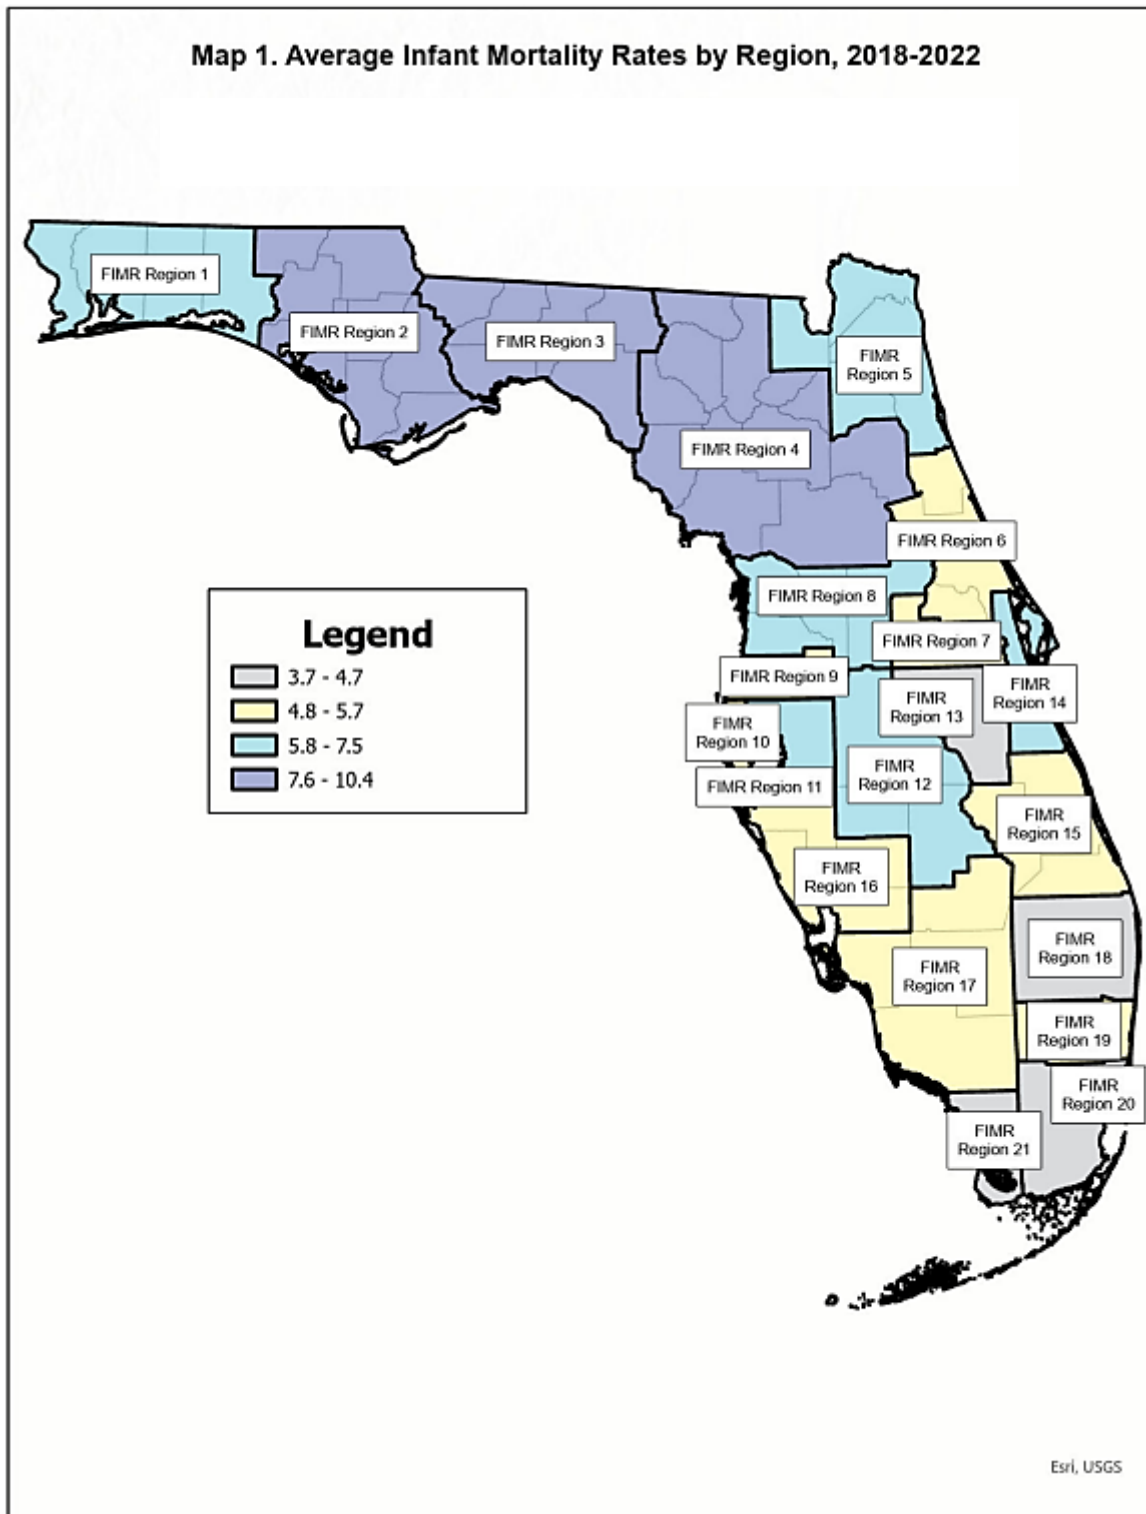 Map 1. Average Infant Mortality Rates by Region, 2018-2022
FIMR Region 1
FIMR Region 2
FIMR Region 3
FIMR
Region 5
FIMR Region 4
FIMR Region 6
FIMR Region 8
FIMR Region 7
FIMR Region 9
FIMR
Region 13
FIMR
Region 14
FIMR
Region 10
FIMR Region 11
FIMR
Region 12
FIMR
Region 15
FIMR
Region 16
FIMR
Region 18
FIMR
Region 17
FIMR
Region 19
FIMR
Region 20
FIMR
Region 21
Legend
3.7 - 4.7
4.8 - 5.7
5.8 - 7.5
7.6 - 10.4
Esri, USGS